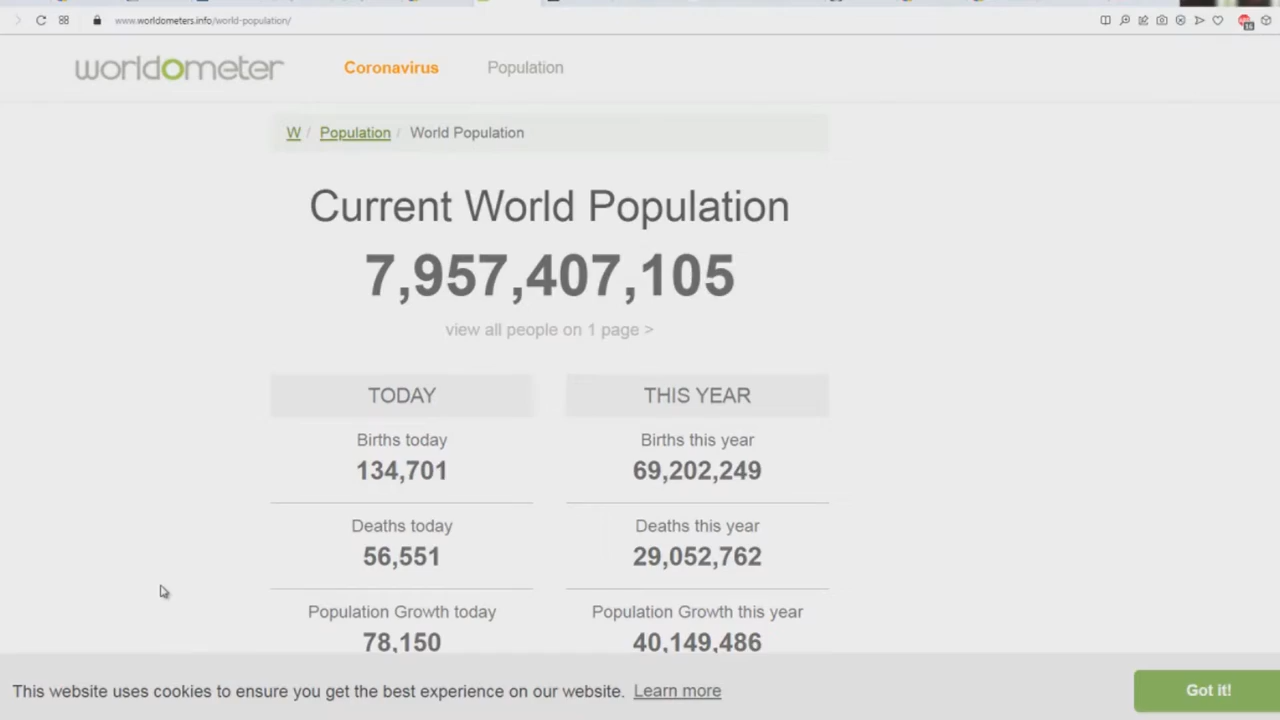 www.worldometers.info/world-population/
worldometer
Coronavirus
Population
W / Population / World Population
Current World Population
7,957,407,105
view all people on 1 page >
TODAY
Births today
134,701
Deaths today
56,551
Population Growth today
78,150
THIS YEAR
Births this year
69,202,249
Deaths this year
29,052,762
Population Growth this year
40,149,486
This website uses cookies to ensure you get the best experience on our website. Learn more
Got it!